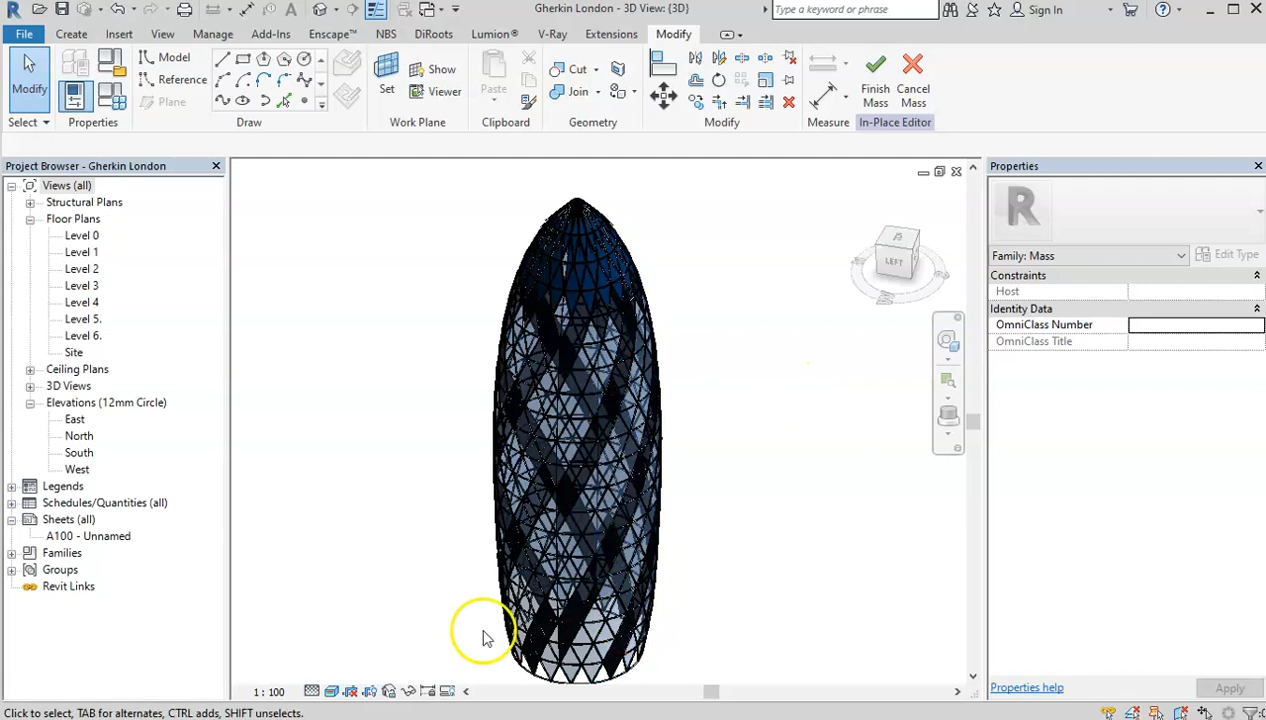 Gherkin London - 3D View: {3D}
Type a keyword or phrase
Sign In
File Create Insert View Manage Add-Ins Enscape™ NBS DiRoots Lumion® V-Ray Extensions Modify
Modify
Select
Properties
Model
Reference
Plane
Draw
Set
Show
Viewer
Work Plane
Paste
Clipboard
Cut
Join
Geometry
Modify
Measure
Finish
Mass
Cancel
Mass
In-Place Editor
Project Browser - Gherkin London
Views (all)
Structural Plans
Floor Plans
Level 0
Level 1
Level 2
Level 3
Level 4
Level 5.
Level 6.
Site
Ceiling Plans
3D Views
Elevations (12mm Circle)
East
North
South
West
Legends
Schedules/Quantities (all)
Sheets (all)
A100 - Unnamed
Families
Groups
Revit Links
LEFT
Properties
R
Family: Mass
Edit Type
Constraints
Host
Identity Data
OmniClass Number
OmniClass Title
Properties help
Apply
1 : 100
Click to select, TAB for alternates, CTRL adds, SHIFT unselects.
:0